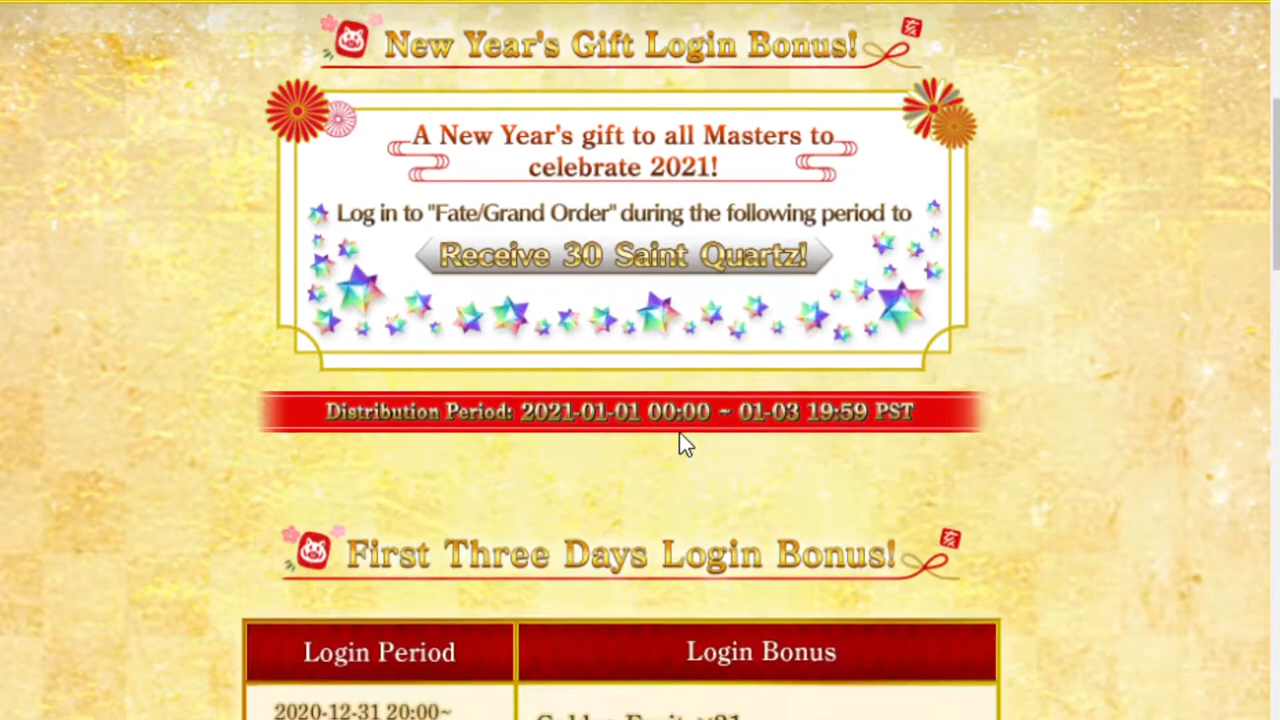 亥
New Year's Gift Login Bonus!
A New Year's gift to all Masters to
celebrate 2021!
Log in to "Fate/Grand Order" during the following period to
Receive 30 Saint Quartz!
Distribution Period: 2021-01-01 00:00 ~ 01-03 19:59 PST
亥
First Three Days Login Bonus!
Login Period
Login Bonus
2020-12-31 20:00~